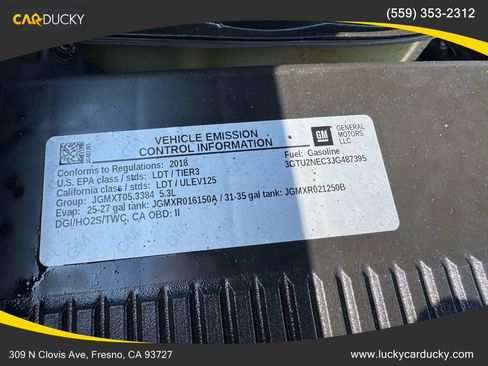 CARDUCKY
(559) 353-2312
VEHICLE EMISSION
CONTROL INFORMATION
GM
GENERAL
MOTORS
LLC
Conforms to Regulations: 2018
U.S. EPA class / stds: LDT / TIER3
California class / stds: LDT / ULEV125
Group: JGMXT05.3384 5.3L
Evap: 25-27 gal tank: JGMXR016150A / 31-35 gal tank: JGMXR021250B
DGI/HO2S/TWC, CA OBD: II
Fuel: Gasoline
3GTU2NEC3JG487395
309 N Clovis Ave, Fresno, CA 93727
www.luckycarducky.com